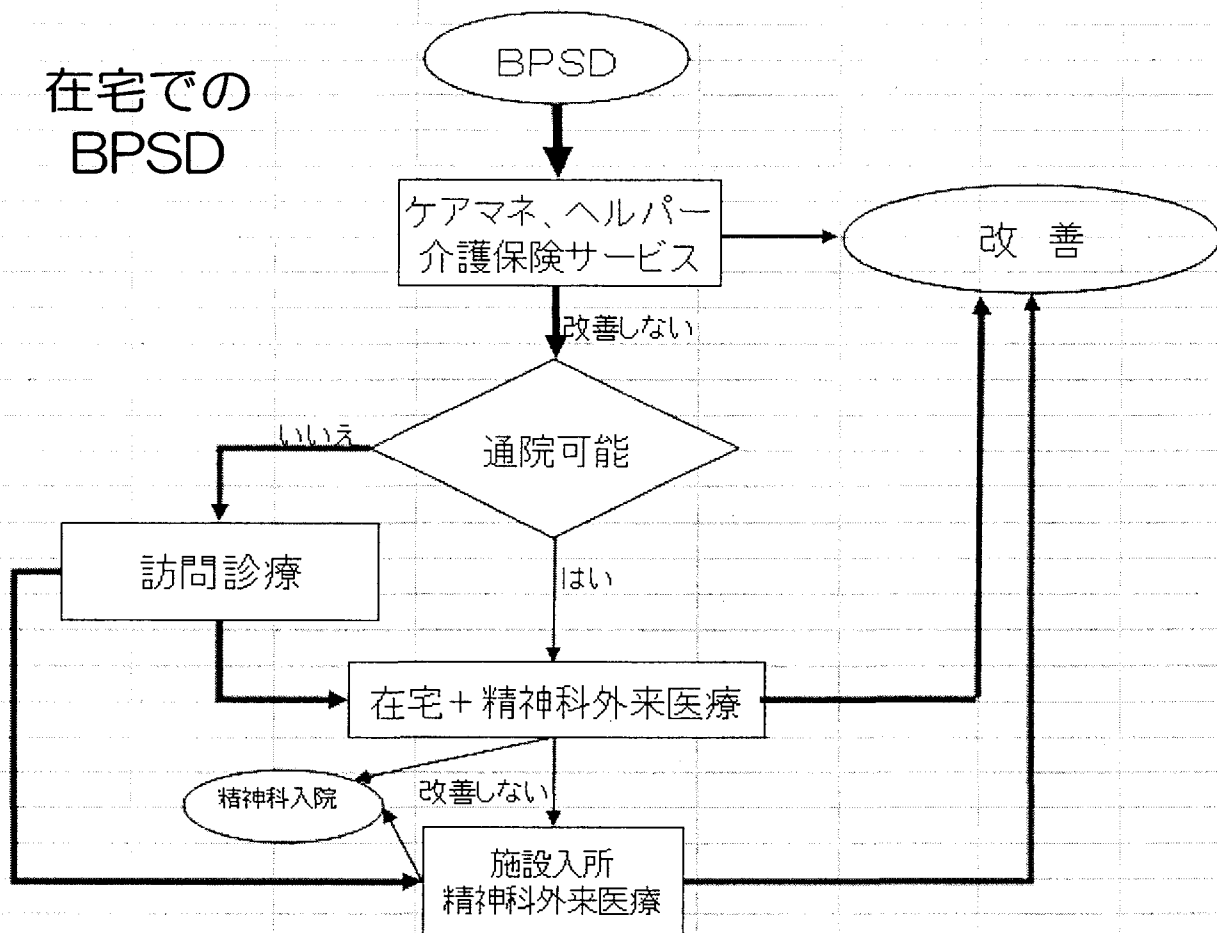 在宅での
BPSD
BPSD
ケアマネ、ヘルパー
介護保険サービス
改善
改善しない
通院可能
いいえ
訪問診療
はい
在宅+精神科外来医療
精神科入院
改善しない
施設入所
精神科外来医療